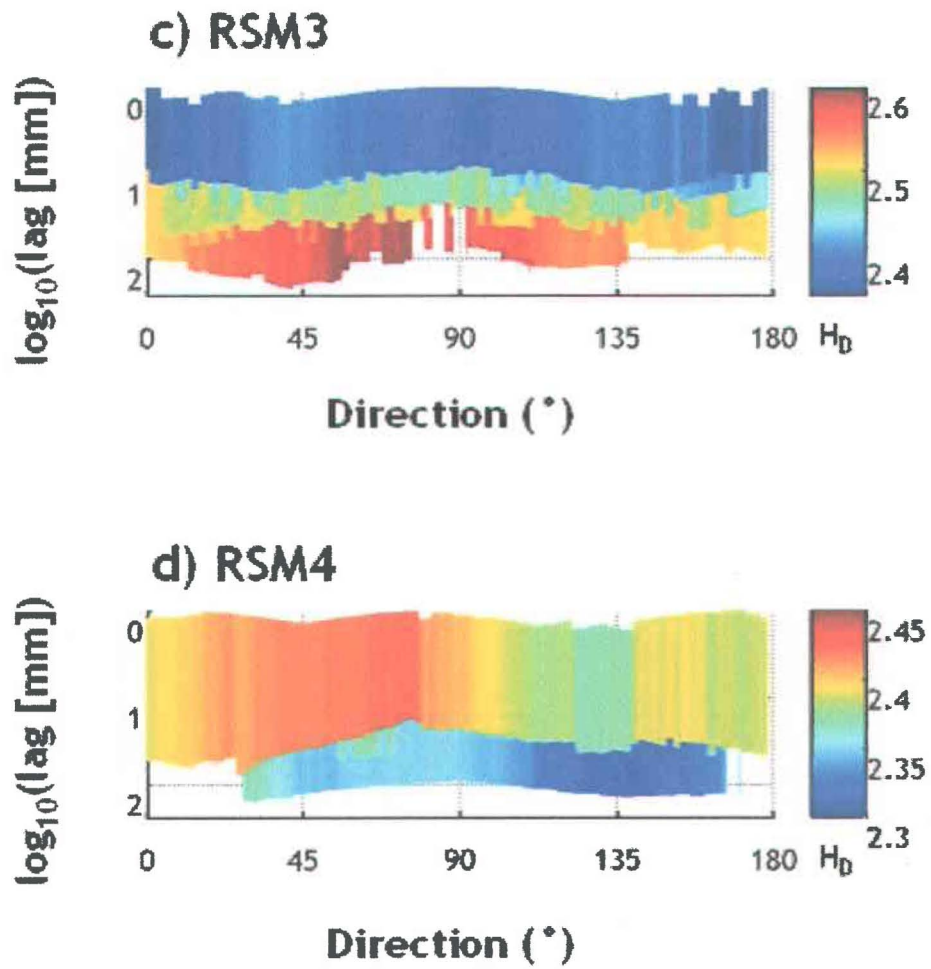 c) RSM3
log₁₀(lag [mm])
0
1
2
0 45 90 135 180
Direction (°)
2.6
2.5
2.4
H_D
d) RSM4
log₁₀(lag [mm])
0
1
2
0 45 90 135 180
Direction (°)
2.45
2.4
2.35
2.3
H_D